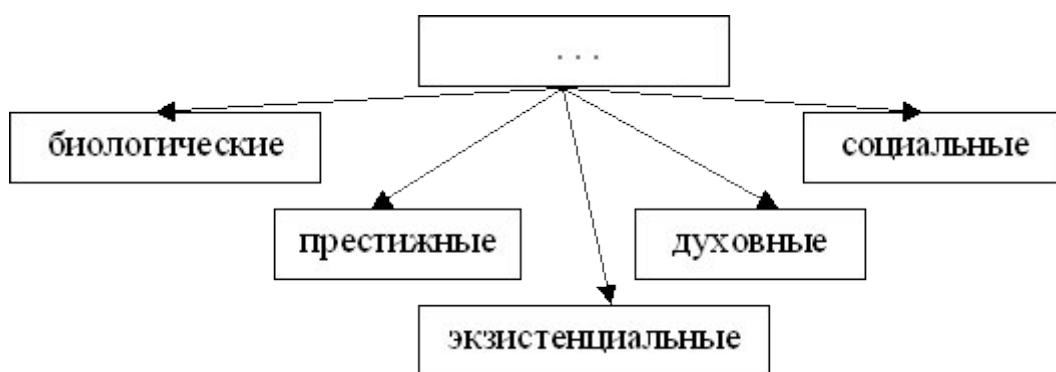 . . .
биологические
социальные
престижные
духовные
экзистенциальные